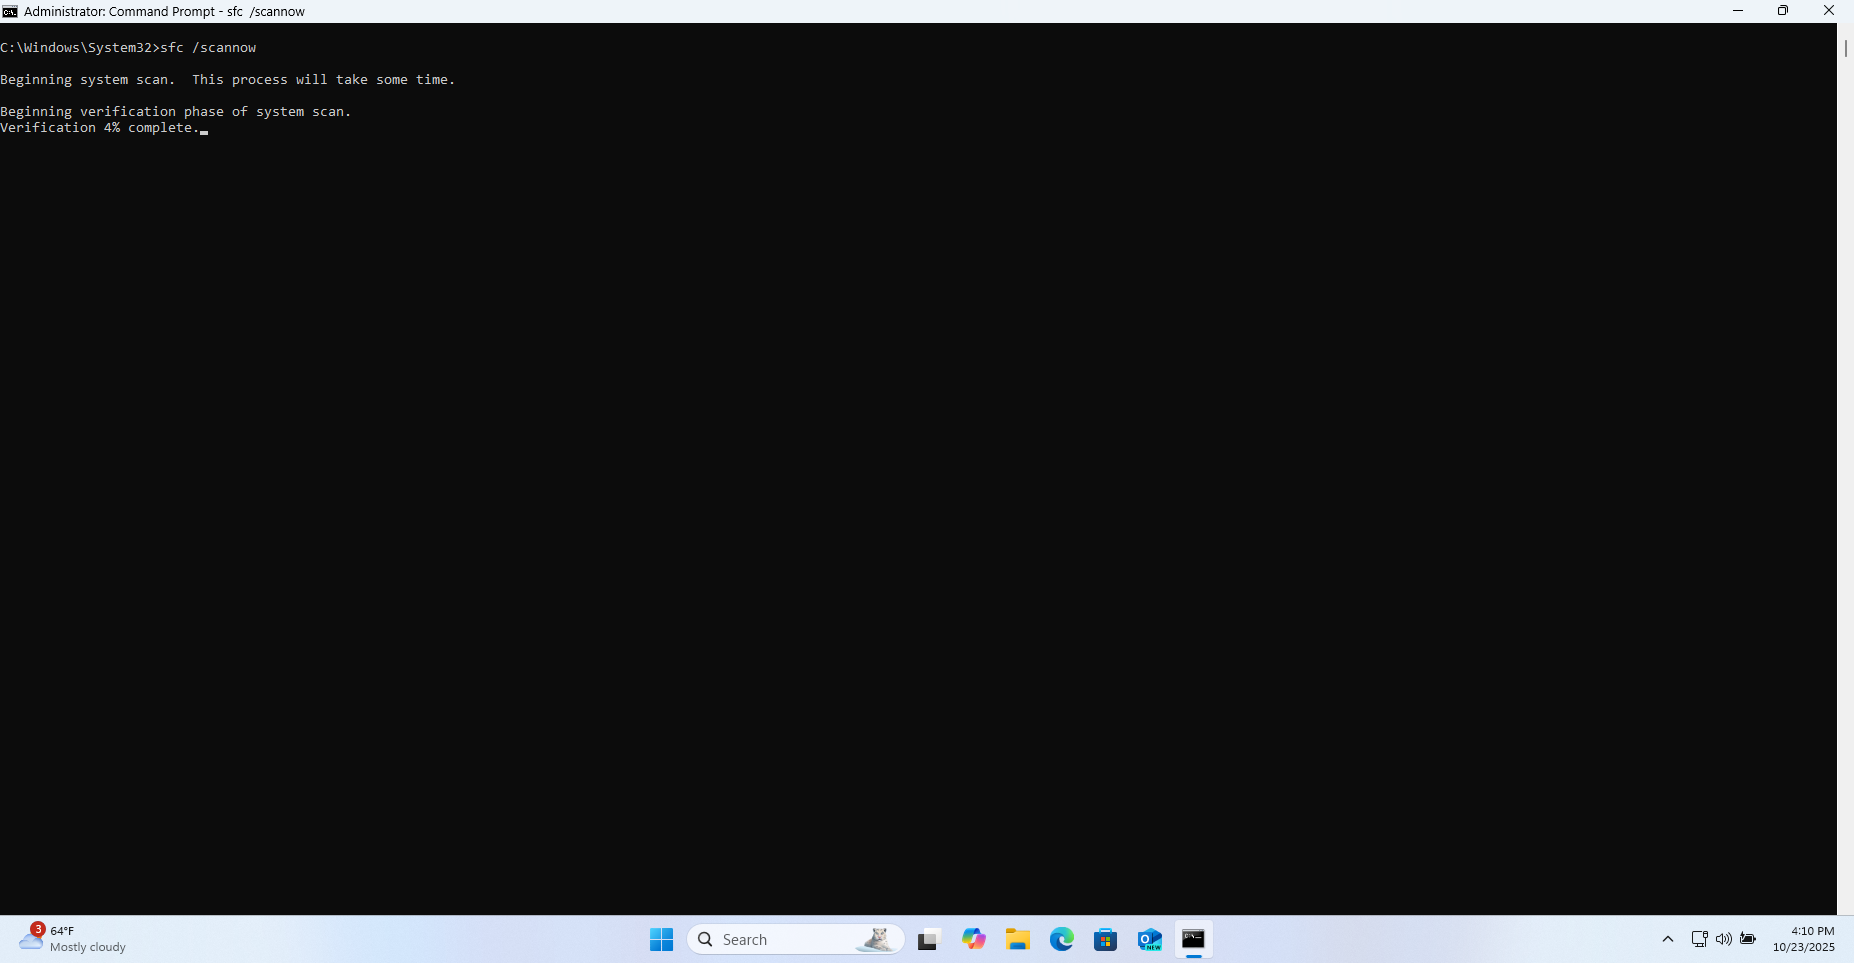 Administrator: Command Prompt - sfc  /scannow
C:\Windows\System32>sfc /scannow
Beginning system scan.  This process will take some time.
Beginning verification phase of system scan.
Verification 4% complete.
3
64°F
Mostly cloudy
Search
NEW
4:10 PM
10/23/2025